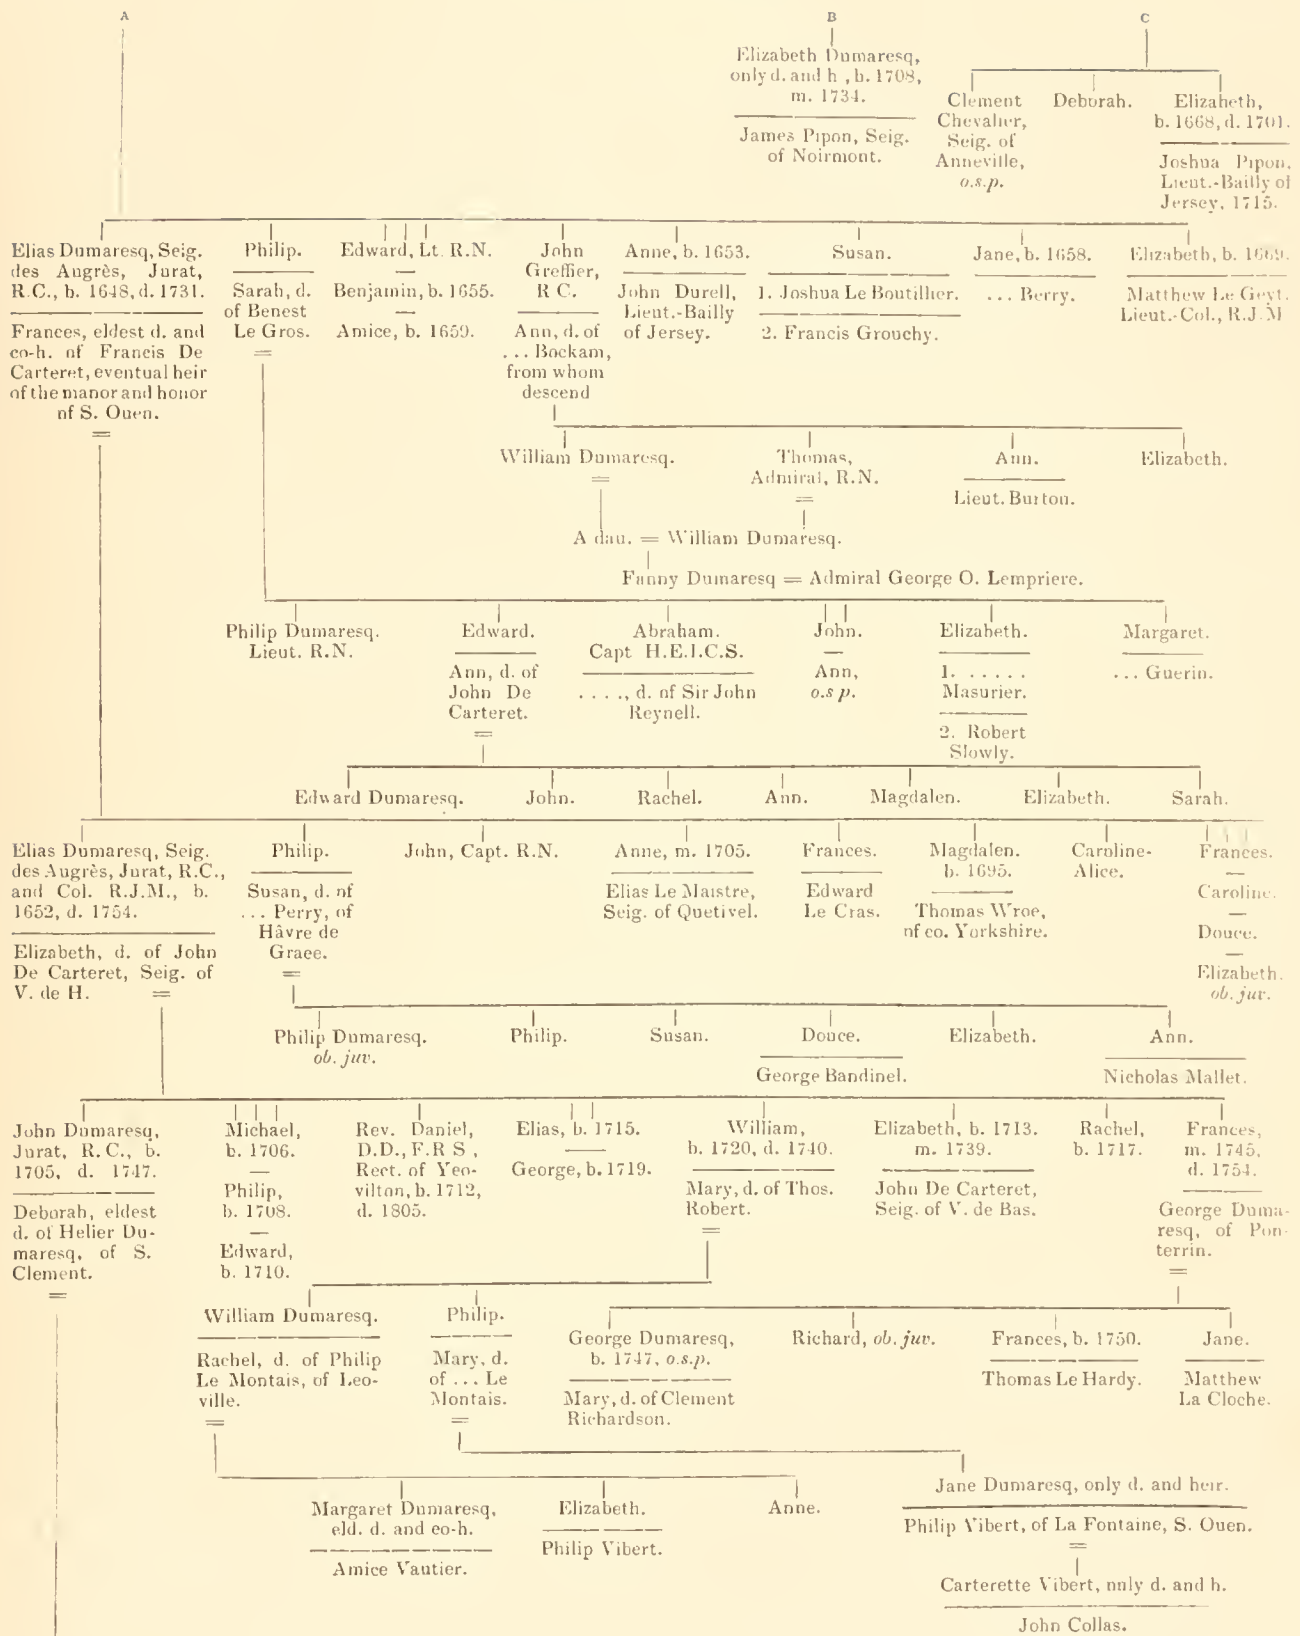 A
B
C
Elizabeth Dumaresq,
only d. and h , b. 1708,
m. 1734.
James Pipon, Seig.
of Noirmont.
Clement
Chevalier,
Seig. of
Anneville,
o.s.p.
Deborah.
Elizabeth,
b. 1668, d. 1701.
Joshua Pipon,
Lieut.-Bailly of
Jersey, 1715.
Elias Dumaresq, Seig.
des Augrès, Jurat,
R.C., b. 1648, d. 1731.
Frances, eldest d. and
co-h. of Francis De
Carteret, eventual heir
of the manor and honor
of S. Ouen.
=
Philip.
Sarah, d.
of Benest
Le Gros.
=
Edward, Lt. R.N.
—
Benjamin, b. 1655.
—
Amice, b. 1659.
John
Greffier,
R C.
Ann, d. of
... Bockam,
from whom
descend
Anne, b. 1653.
John Durell,
Lieut.-Bailly
of Jersey.
Susan.
1. Joshua Le Boutillier.
2. Francis Grouchy.
Jane, b. 1658.
... Berry.
Elizabeth, b. 1669.
Matthew Le Geyt,
Lieut.-Col., R.J.M
William Dumaresq.
=
Thomas,
Admiral, R.N.
=
Ann.
Lieut. Burton.
Elizabeth.
A dau. = William Dumaresq.
Fanny Dumaresq = Admiral George O. Lempriere.
Philip Dumaresq.
Lieut. R.N.
Edward.
Ann, d. of
John De
Carteret.
=
Abraham.
Capt H.E.I.C.S.
. . . ., d. of Sir John
Reynell.
John.
—
Ann,
o.s p.
Elizabeth.
1. . . . . .
Masurier.
2. Robert
Slowly.
Margaret.
... Guerin.
Edward Dumaresq.
John.
Rachel.
Ann.
Magdalen.
Elizabeth.
Sarah.
Elias Dumaresq, Seig.
des Augrès, Jurat, R.C.,
and Col. R.J.M., b.
1652, d. 1754.
Elizabeth, d. of John
De Carteret, Seig. of
V. de H. =
Philip.
Susan, d. of
... Perry, of
Hâvre de
Grace.
=
John, Capt. R.N.
Anne, m. 1705.
Elias Le Maistre,
Seig. of Quetivel.
Frances.
Edward
Le Cras.
Magdalen.
b. 1695.
Thomas Wroe,
of co. Yorkshire.
Caroline-
Alice.
Frances.
—
Caroline.
—
Douce.
—
Elizabeth.
ob. juv.
Philip Dumaresq.
ob. juv.
Philip.
Susan.
Douce.
George Bandinel.
Elizabeth.
Ann.
Nicholas Mallet.
John Dumaresq,
Jurat, R.C., b.
1705, d. 1747.
Deborah, eldest
d. of Helier Du-
maresq, of S.
Clement.
=
Michael,
b. 1706.
—
Philip,
b. 1708.
—
Edward,
b. 1710.
Rev. Daniel,
D.D., F.R S ,
Rect. of Yeo-
vilton, b. 1712,
d. 1805.
Elias, b. 1715.
—
George, b. 1719.
William,
b. 1720, d. 1740.
Mary, d. of Thos.
Robert.
=
Elizabeth, b. 1713.
m. 1739.
John De Carteret,
Seig. of V. de Bas.
Rachel,
b. 1717.
Frances,
m. 1745,
d. 1754.
George Duma-
resq, of Pon-
terrin.
=
William Dumaresq.
Rachel, d. of Philip
Le Montais, of Leo-
ville.
=
Philip.
Mary, d.
of ... Le
Montais.
=
George Dumaresq,
b. 1747, o.s.p.
Mary, d. of Clement
Richardson.
Richard, ob. juv.
Frances, b. 1750.
Thomas Le Hardy.
Jane.
Matthew
La Cloche.
Margaret Dumaresq,
eld. d. and co-h.
Amice Vautier.
Elizabeth.
Philip Vibert.
Anne.
Jane Dumaresq, only d. and heir.
Philip Vibert, of La Fontaine, S. Ouen.
=
Carterette Vibert, only d. and h.
John Collas.